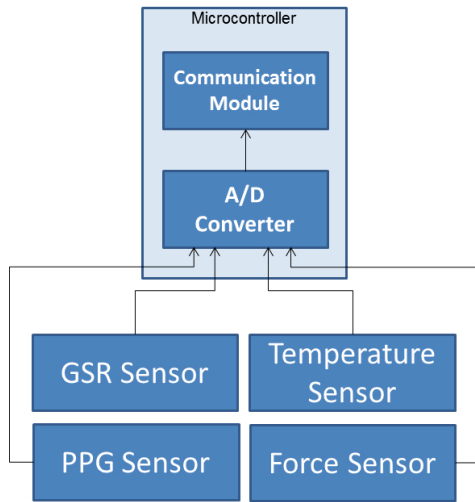 Microcontroller
Communication
Module
A/D
Converter
GSR Sensor
Temperature
Sensor
PPG Sensor
Force Sensor